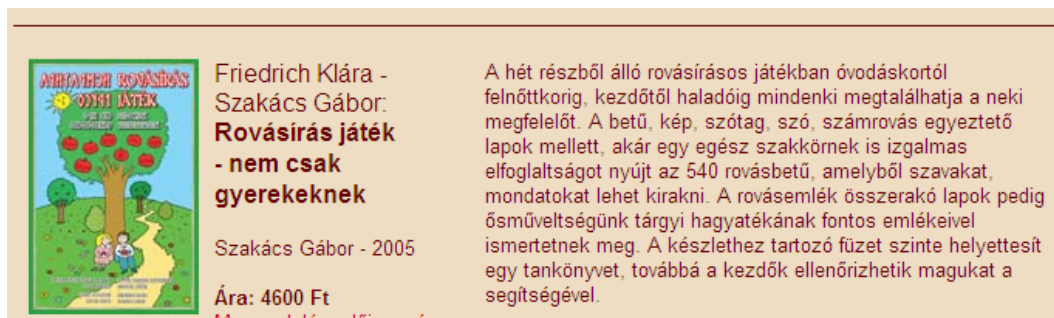 ROVÁSÍRÁS
JÁTÉK
Friedrich Klára -
Szakács Gábor:
Rovásírás játék
- nem csak
gyerekeknek
Szakács Gábor - 2005
Ára: 4600 Ft
A hét részből álló rovásírásos játékban óvodáskortól
felnőttkorig, kezdőtől haladóig mindenki megtalálhatja a neki
megfelelőt. A betű, kép, szótag, szó, számrovás egyeztető
lapok mellett, akár egy egész szakkörnek is izgalmas
elfoglaltságot nyújt az 540 rovásbetű, amelyből szavakat,
mondatokat lehet kirakni. A rovásemlék összerakó lapok pedig
ősműveltségünk tárgyi hagyatékának fontos emlékeivel
ismertetnek meg. A készlethez tartozó füzet szinte helyettesít
egy tankönyvet, továbbá a kezdők ellenőrizhetik magukat a
segítségével.